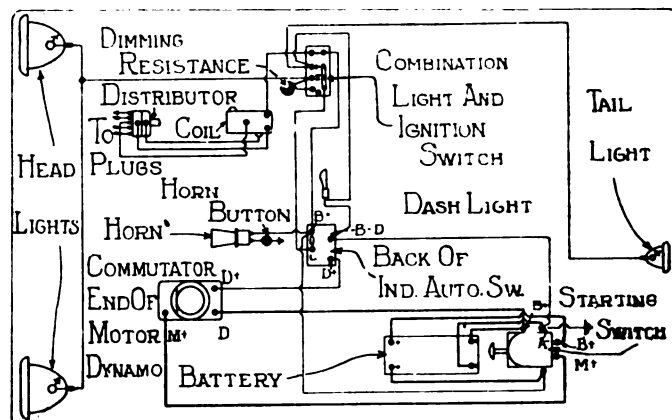 DIMMING
RESISTANCE
COMBINATION
LIGHT AND
IGNITION
SWITCH
DISTRIBUTOR
COIL
TO
PLUGS
TAIL
LIGHT
HEAD
LIGHTS
HORN
BUTTON
HORN
DASH LIGHT
B+
-B-D
L
D+
BACK OF
IND. AUTO. SW.
COMMUTATOR
END OF
MOTOR
DYNAMO
D+
M+
D
BATTERY
B-
STARTING
SWITCH
B+
M+